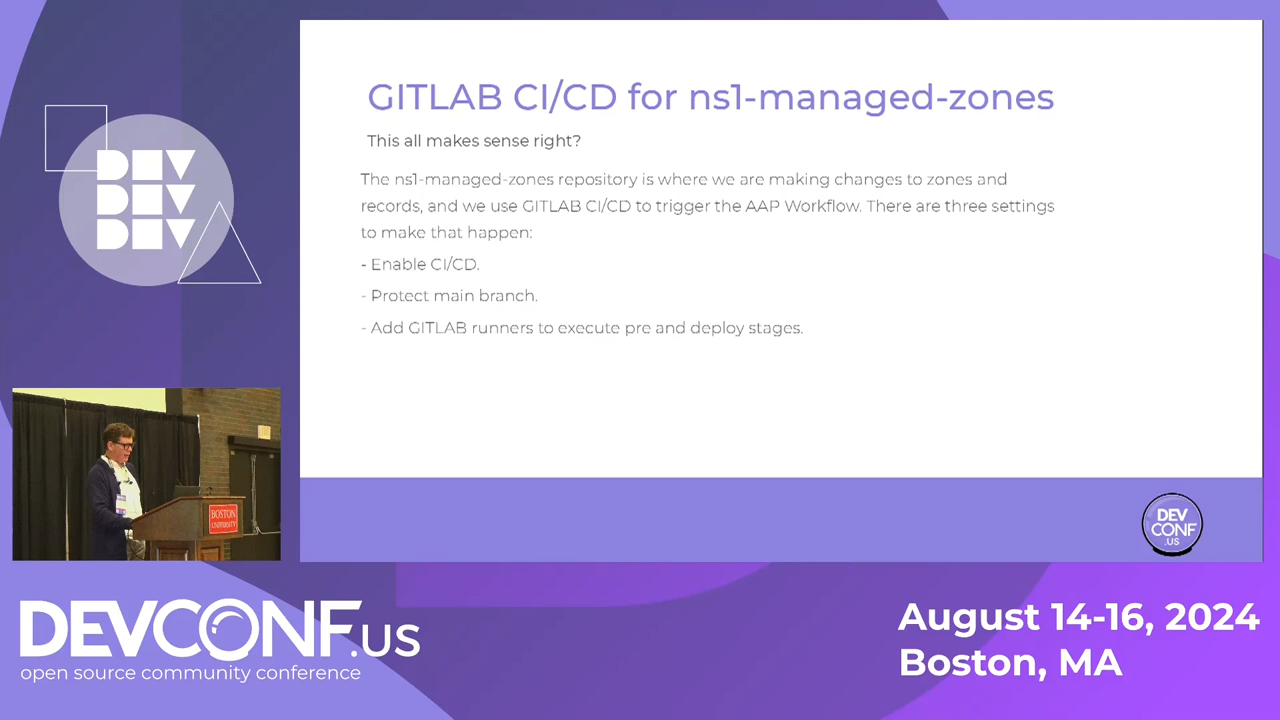 GITLAB CI/CD for ns1-managed-zones
This all makes sense right?
The ns1-managed-zones repository is where we are making changes to zones and
records, and we use GITLAB CI/CD to trigger the AAP Workflow. There are three settings
to make that happen:
- Enable CI/CD.
- Protect main branch.
- Add GITLAB runners to execute pre and deploy stages.
DEV
DEV
DEV
BOSTON
UNIVERSITY
DEV
CONF
.US
DEVCONF.US
open source community conference
August 14-16, 2024
Boston, MA